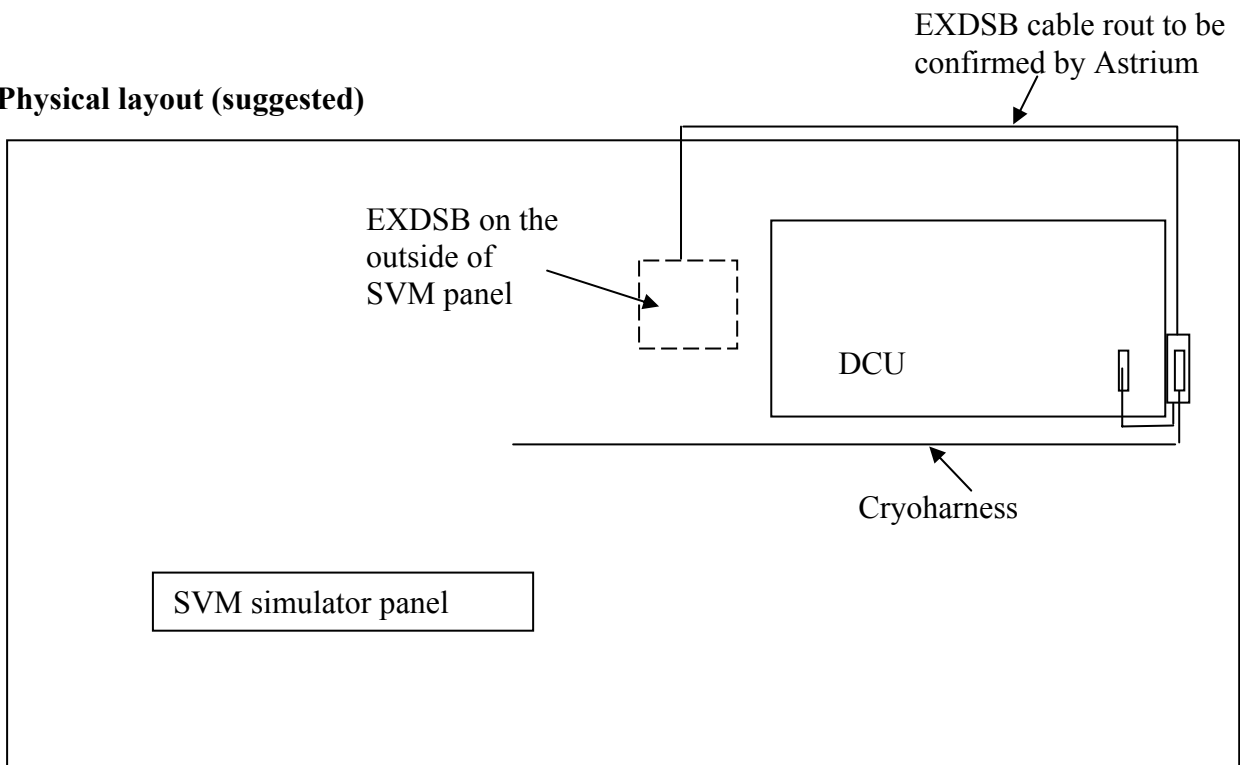 EXDSB cable rout to be
confirmed by Astrium
Physical layout (suggested)
EXDSB on the
outside of
SVM panel
DCU
Cryoharness
SVM simulator panel